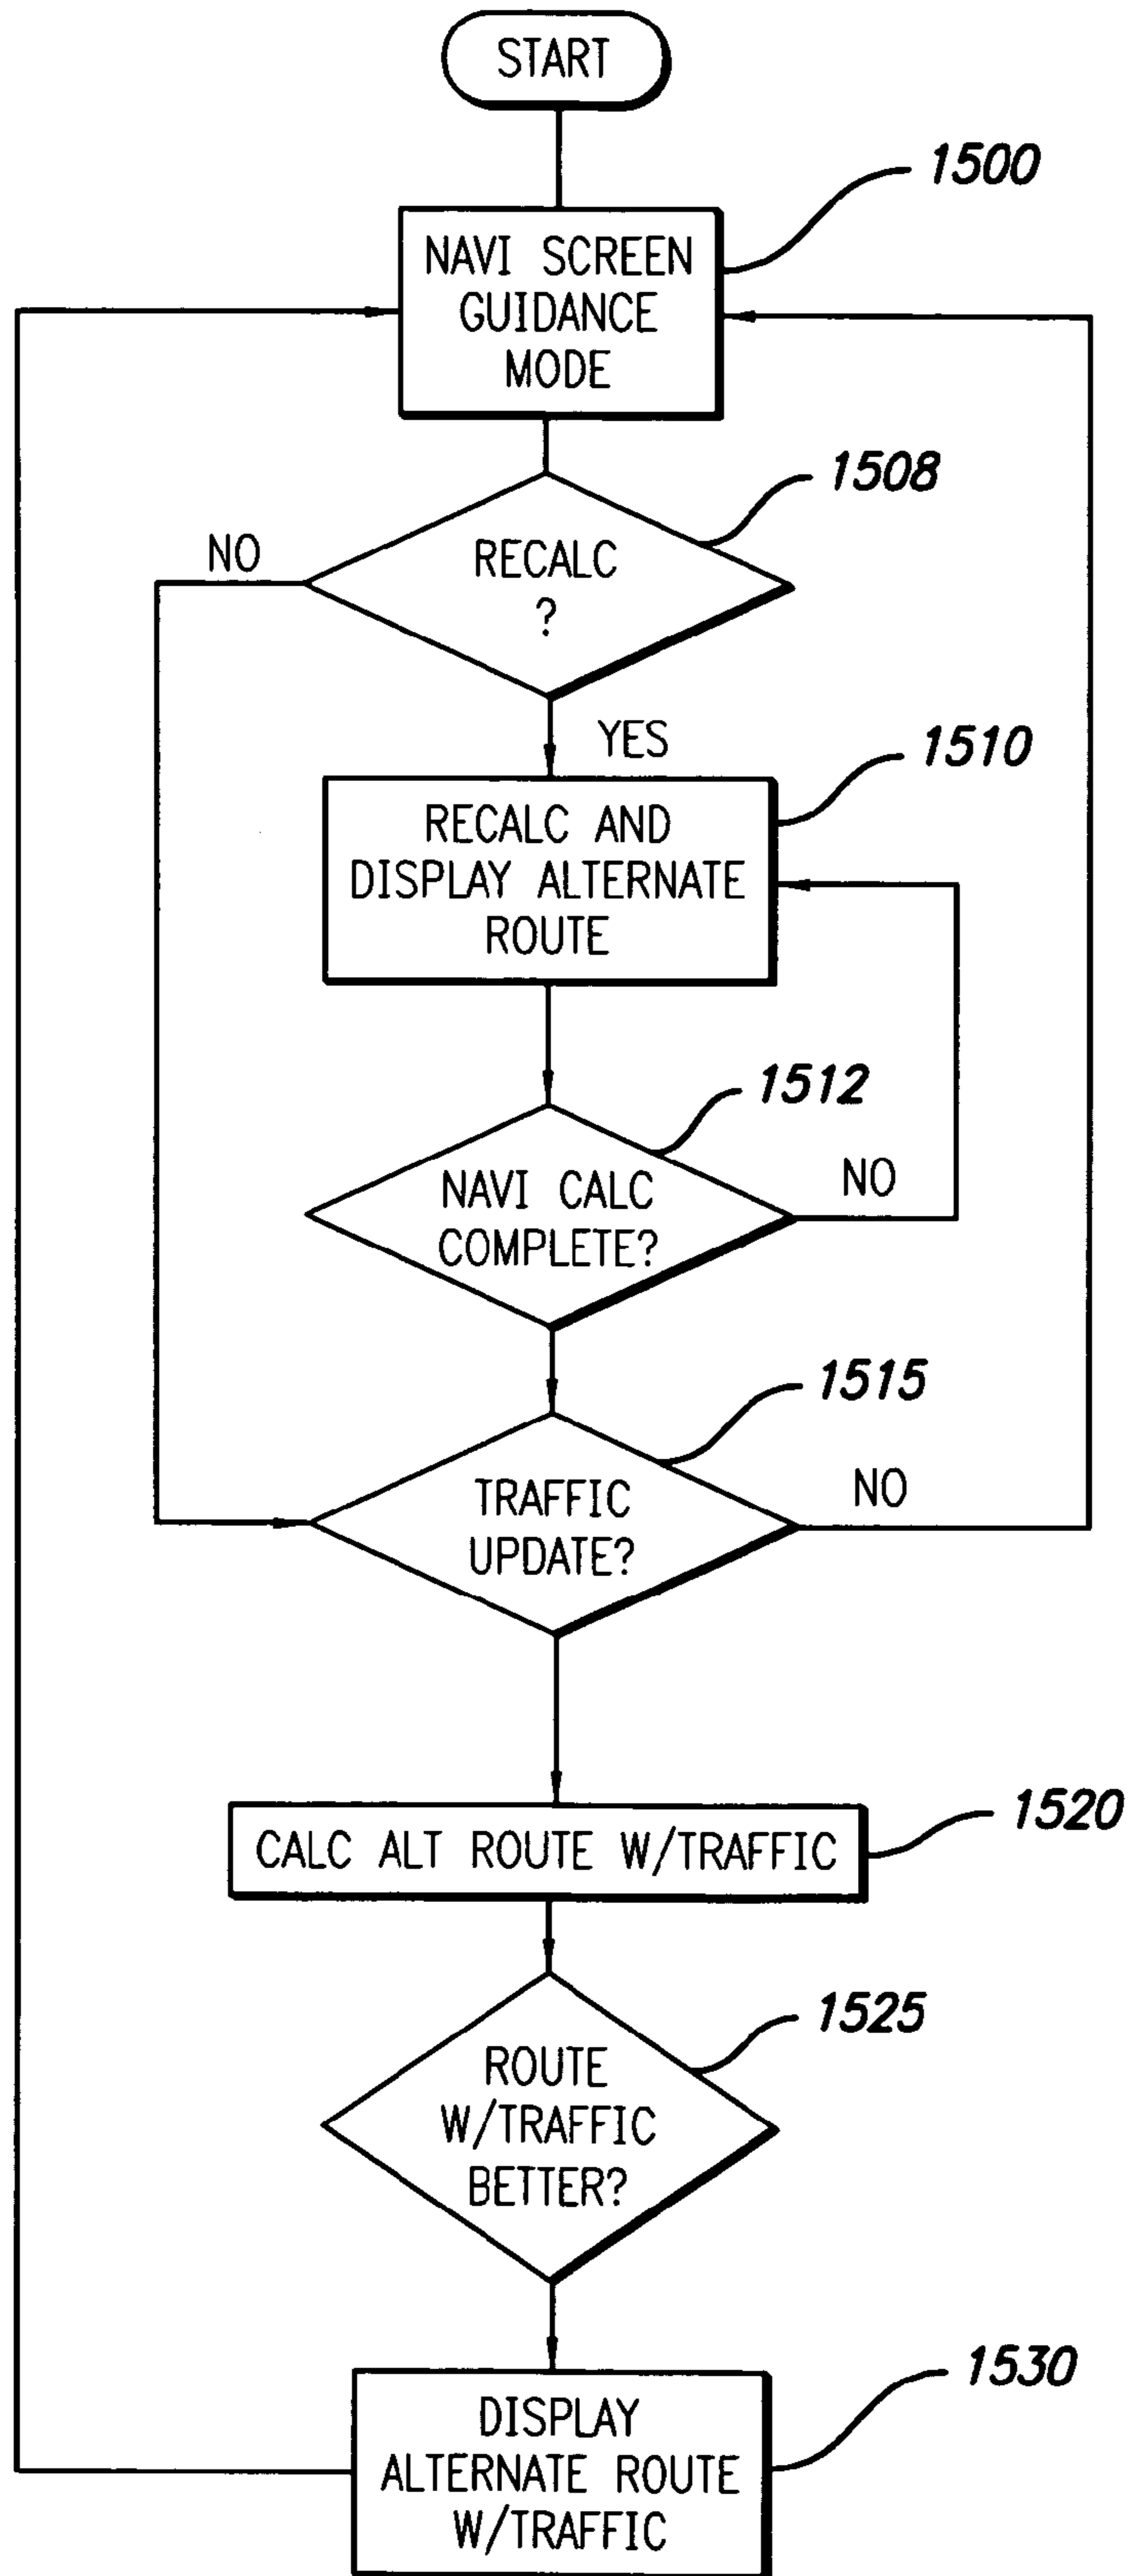 START
1500
NAVI SCREEN
GUIDANCE
MODE
1508
NO
RECALC
?
YES
1510
RECALC AND
DISPLAY ALTERNATE
ROUTE
1512
NAVI CALC
COMPLETE?
NO
1515
TRAFFIC
UPDATE?
NO
1520
CALC ALT ROUTE W/TRAFFIC
1525
ROUTE
W/TRAFFIC
BETTER?
1530
DISPLAY
ALTERNATE ROUTE
W/TRAFFIC